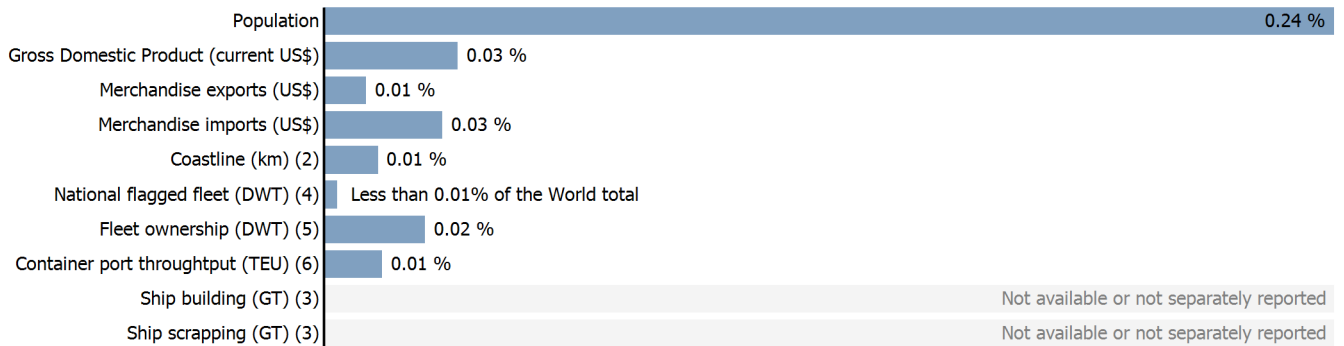 Population 0.24 %
Gross Domestic Product (current US$) 0.03 %
Merchandise exports (US$) 0.01 %
Merchandise imports (US$) 0.03 %
Coastline (km) (2) 0.01 %
National flagged fleet (DWT) (4) Less than 0.01% of the World total
Fleet ownership (DWT) (5) 0.02 %
Container port throughtput (TEU) (6) 0.01 %
Ship building (GT) (3) Not available or not separately reported
Ship scrapping (GT) (3) Not available or not separately reported